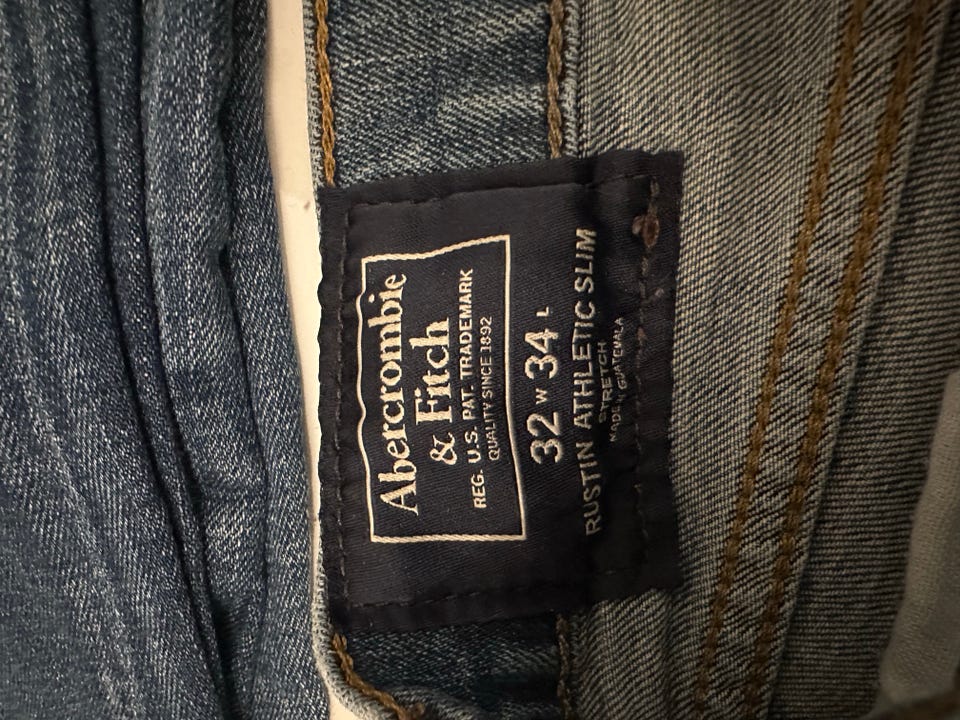 Abercrombie
& Fitch
REG. U.S. PAT. TRADEMARK
QUALITY SINCE 1892
32 W 34 L
RUSTIN ATHLETIC SLIM
STRETCH
MADE IN GUATEMALA